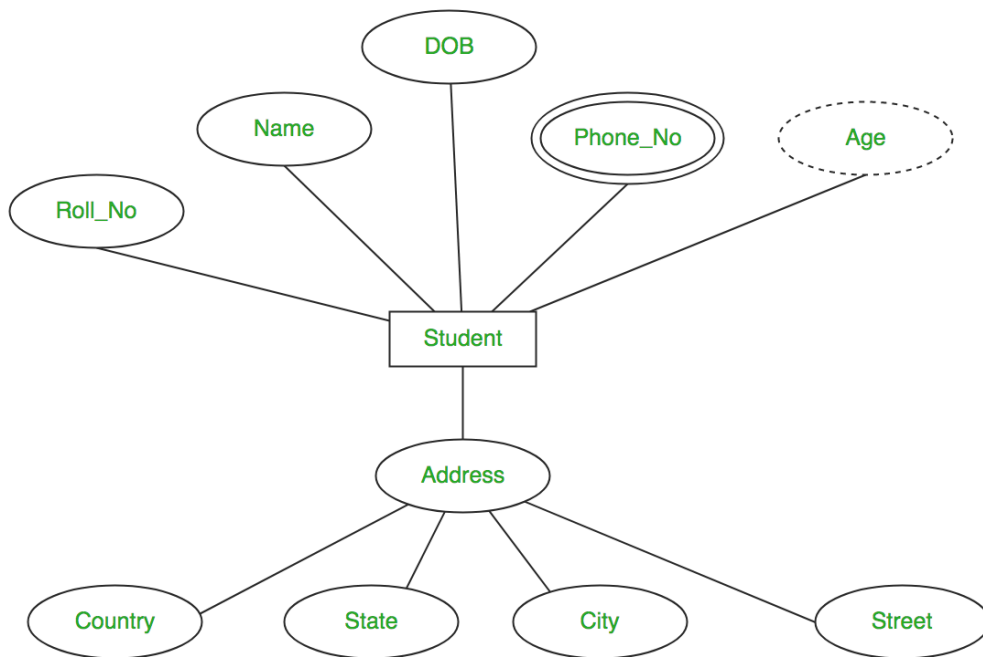 DOB
Name
Phone_No
Age
Roll_No
Student
Address
Country
State
City
Street